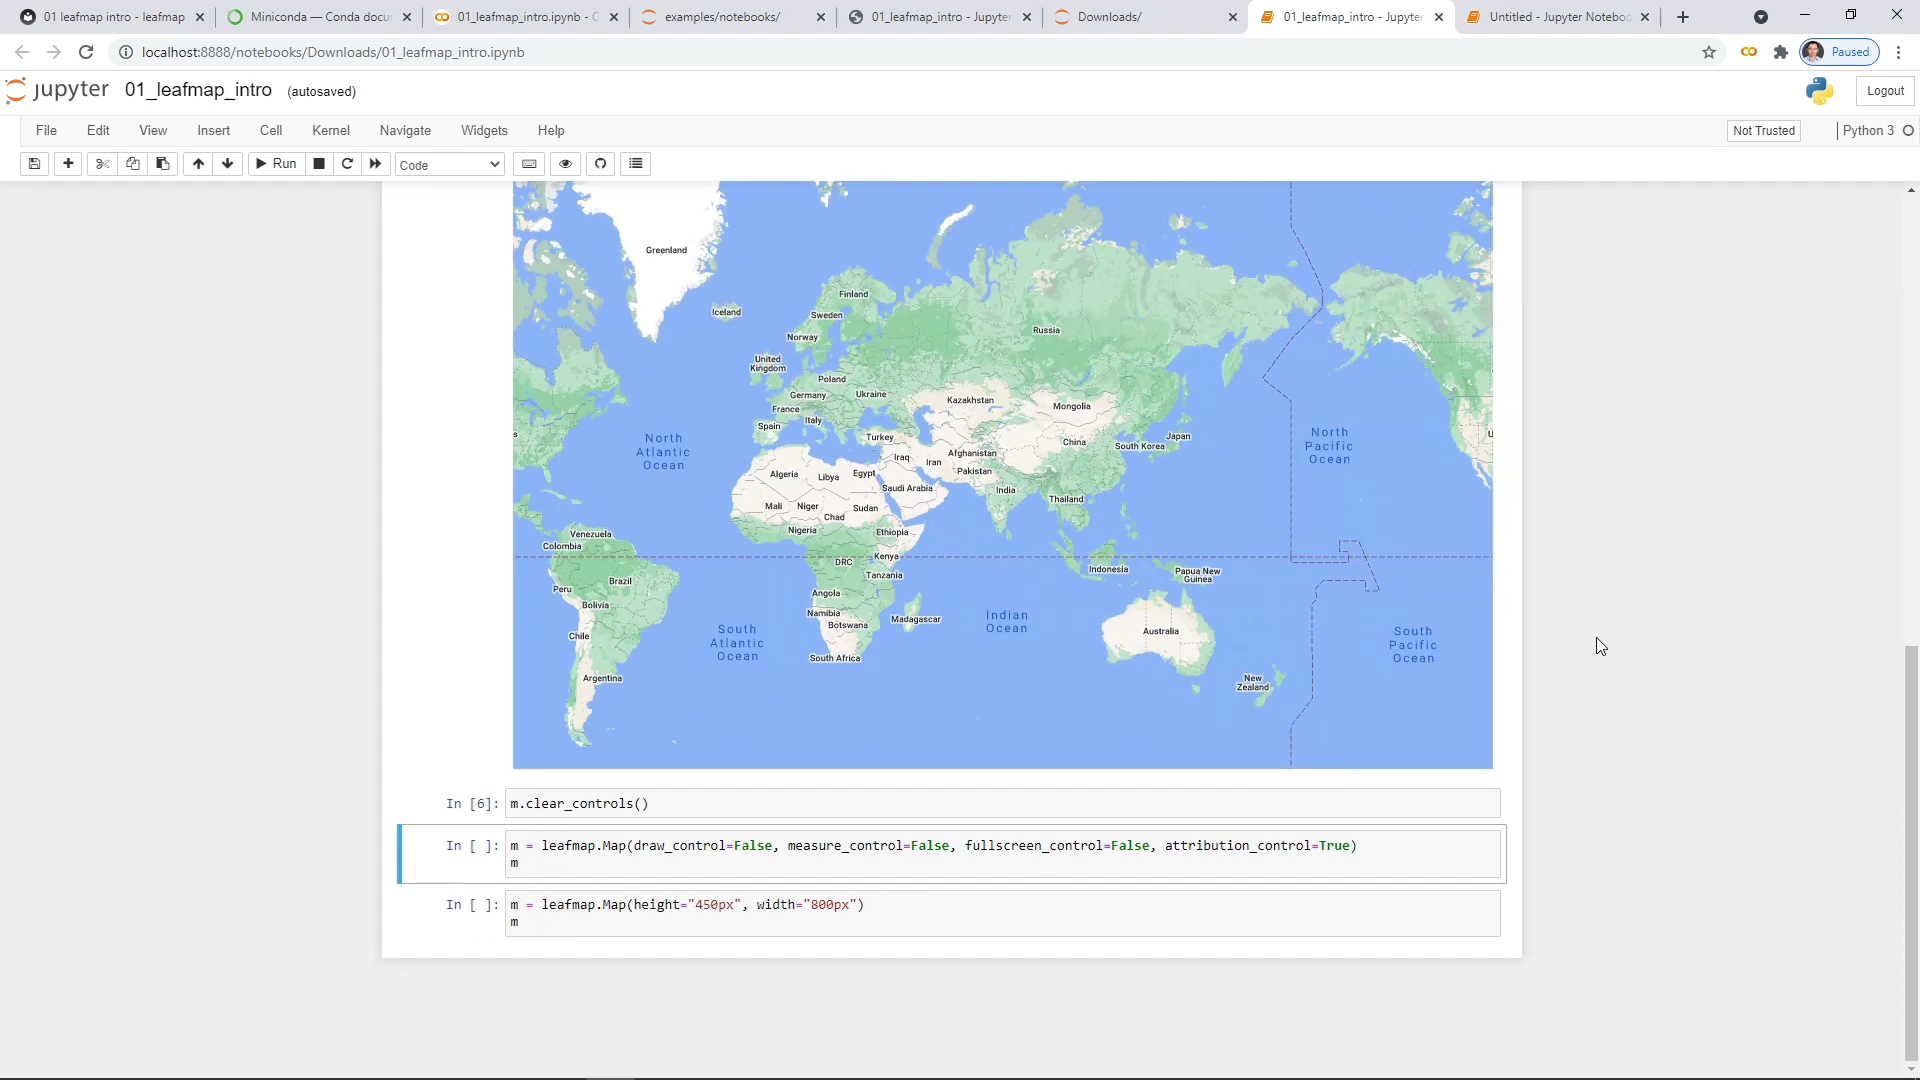 01 leafmap intro - leafmap
Miniconda — Conda docu
01_leafmap_intro.ipynb - C
examples/notebooks/
01_leafmap_intro - Jupyter
Downloads/
01_leafmap_intro - Jupyter
Untitled - Jupyter Noteboo
localhost:8888/notebooks/Downloads/01_leafmap_intro.ipynb
Paused
jupyter 01_leafmap_intro (autosaved)
Logout
File Edit View Insert Cell Kernel Navigate Widgets Help
Not Trusted
Python 3
Run
Code
Greenland
Finland
Iceland
Sweden
Russia
Norway
United
Kingdom
Poland
Germany
Ukraine
Kazakhstan
Mongolia
France
Italy
Spain
Turkey
China
Japan
South Korea
North
Atlantic
Ocean
North
Pacific
Ocean
Iraq
Iran
Afghanistan
Pakistan
Algeria
Libya
Egypt
Saudi Arabia
India
Thailand
Mali
Niger
Chad
Sudan
Nigeria
Ethiopia
Venezuela
Colombia
DRC
Kenya
Tanzania
Indonesia
Papua New
Guinea
Brazil
Peru
Bolivia
Angola
Namibia
Botswana
Madagascar
Indian
Ocean
Australia
Chile
South
Atlantic
Ocean
South
Pacific
Ocean
South Africa
Argentina
New
Zealand
In [6]: m.clear_controls()
In [ ]: m = leafmap.Map(draw_control=False, measure_control=False, fullscreen_control=False, attribution_control=True)
m
In [ ]: m = leafmap.Map(height="450px", width="800px")
m